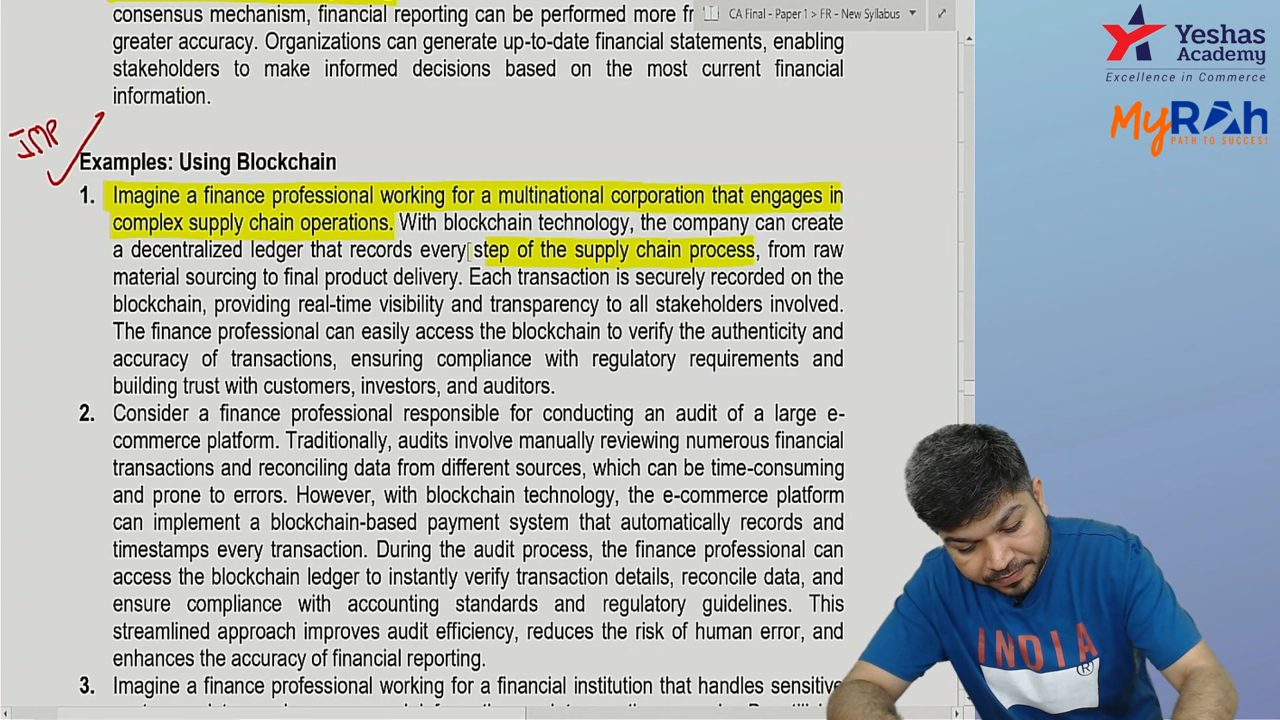 consensus mechanism, financial reporting can be performed more fr
greater accuracy. Organizations can generate up-to-date financial statements, enabling
stakeholders to make informed decisions based on the most current financial
information.
CA Final - Paper 1 > FR - New Syllabus
Yeshas
Academy
Excellence in Commerce
MyRAh
PATH TO SUCCESS!
IMP
Examples: Using Blockchain
1. Imagine a finance professional working for a multinational corporation that engages in
complex supply chain operations. With blockchain technology, the company can create
a decentralized ledger that records every step of the supply chain process, from raw
material sourcing to final product delivery. Each transaction is securely recorded on the
blockchain, providing real-time visibility and transparency to all stakeholders involved.
The finance professional can easily access the blockchain to verify the authenticity and
accuracy of transactions, ensuring compliance with regulatory requirements and
building trust with customers, investors, and auditors.
2. Consider a finance professional responsible for conducting an audit of a large e-
commerce platform. Traditionally, audits involve manually reviewing numerous financial
transactions and reconciling data from different sources, which can be time-consuming
and prone to errors. However, with blockchain technology, the e-commerce platform
can implement a blockchain-based payment system that automatically records and
timestamps every transaction. During the audit process, the finance professional can
access the blockchain ledger to instantly verify transaction details, reconcile data, and
ensure compliance with accounting standards and regulatory guidelines. This
streamlined approach improves audit efficiency, reduces the risk of human error, and
enhances the accuracy of financial reporting.
3. Imagine a finance professional working for a financial institution that handles sensitive
INDIA
®